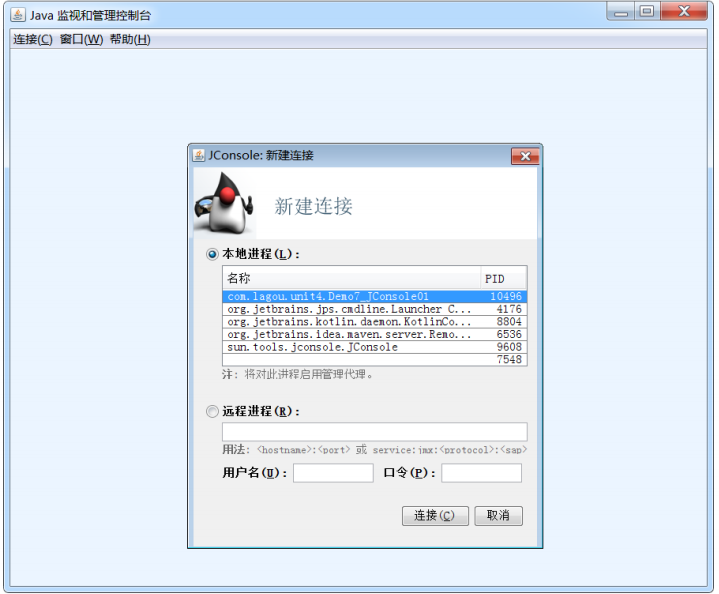 Java 监视和管理控制台
连接(C) 窗口(W) 帮助(H)
JConsole: 新建连接
新建连接
本地进程(L):
名称 PID
com.lagou.unit4.Demo7_JConsole01 10496
org.jetbrains.jps.cmdline.Launcher C... 4176
org.jetbrains.kotlin.daemon.KotlinCo... 8804
org.jetbrains.idea.maven.server.Remo... 6536
sun.tools.jconsole.JConsole 9608
7548
注: 将对此进程启用管理代理。
远程进程(R):
用法: <hostname>:<port> 或 service:jmx:<protocol>:<sap>
用户名(U): 口令(P):
连接(C) 取消